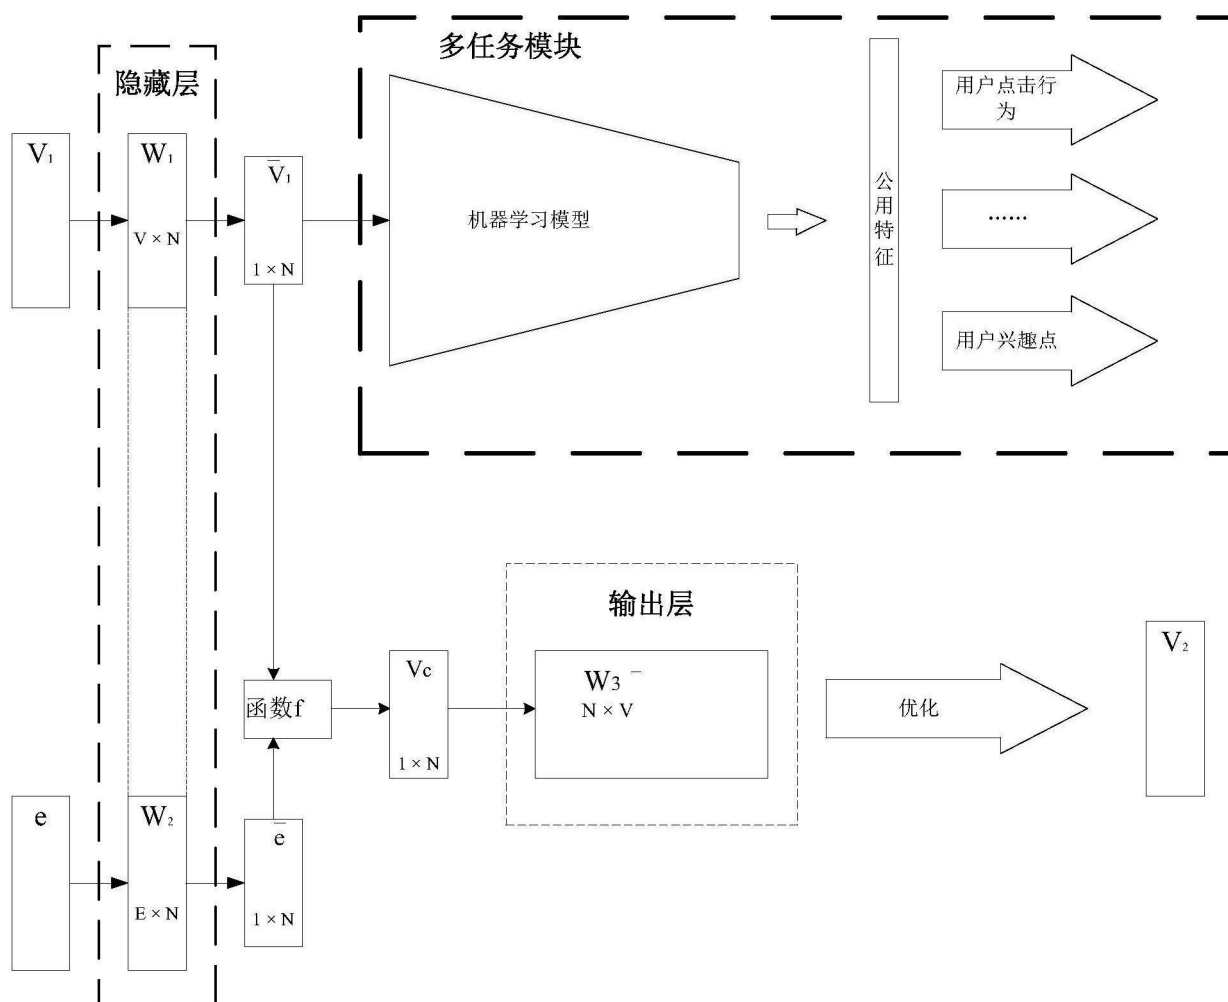 多任务模块
隐藏层
V₁
W₁
V × N
V̅₁
1 × N
机器学习模型
公用特征
用户点击行
为
······
用户兴趣点
输出层
W₃ ‾
N × V
Vc
1 × N
函数f
优化
V₂
e
W₂
E × N
e̅
1 × N